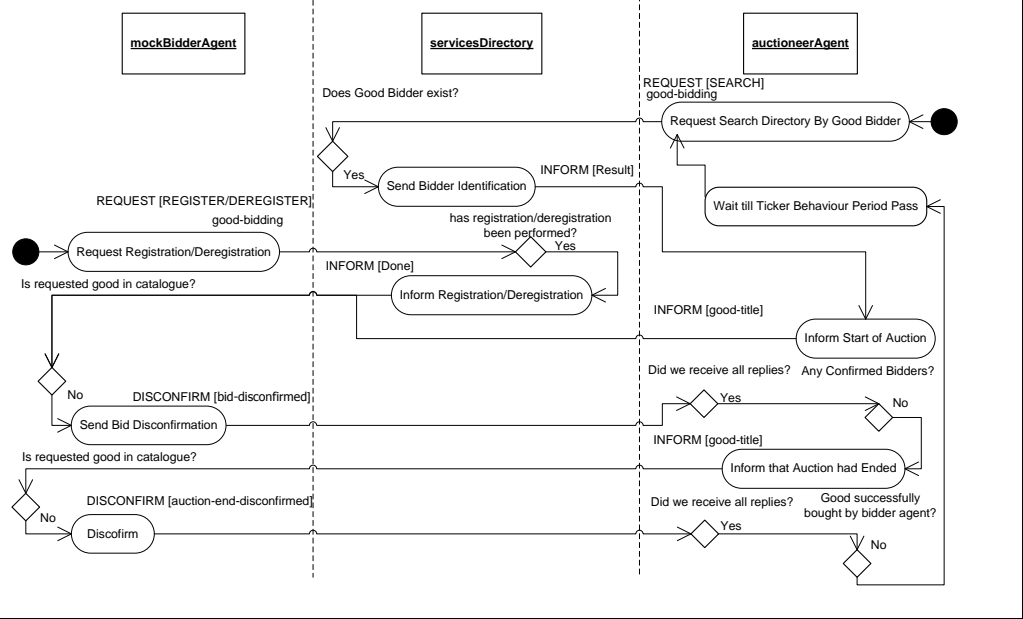 mockBidderAgent
servicesDirectory
auctioneerAgent
REQUEST [SEARCH]
good-bidding
Does Good Bidder exist?
Request Search Directory By Good Bidder
Yes
INFORM [Result]
Send Bidder Identification
REQUEST [REGISTER/DEREGISTER]
good-bidding
Wait till Ticker Behaviour Period Pass
has registration/deregistration
been performed?
Yes
Request Registration/Deregistration
INFORM [Done]
Is requested good in catalogue?
Inform Registration/Deregistration
INFORM [good-title]
Inform Start of Auction
Did we receive all replies?
Any Confirmed Bidders?
No
DISCONFIRM [bid-disconfirmed]
Yes
No
Send Bid Disconfirmation
INFORM [good-title]
Is requested good in catalogue?
Inform that Auction had Ended
DISCONFIRM [auction-end-disconfirmed]
Did we receive all replies?
Good successfully
bought by bidder agent?
No
Yes
Discofirm
No